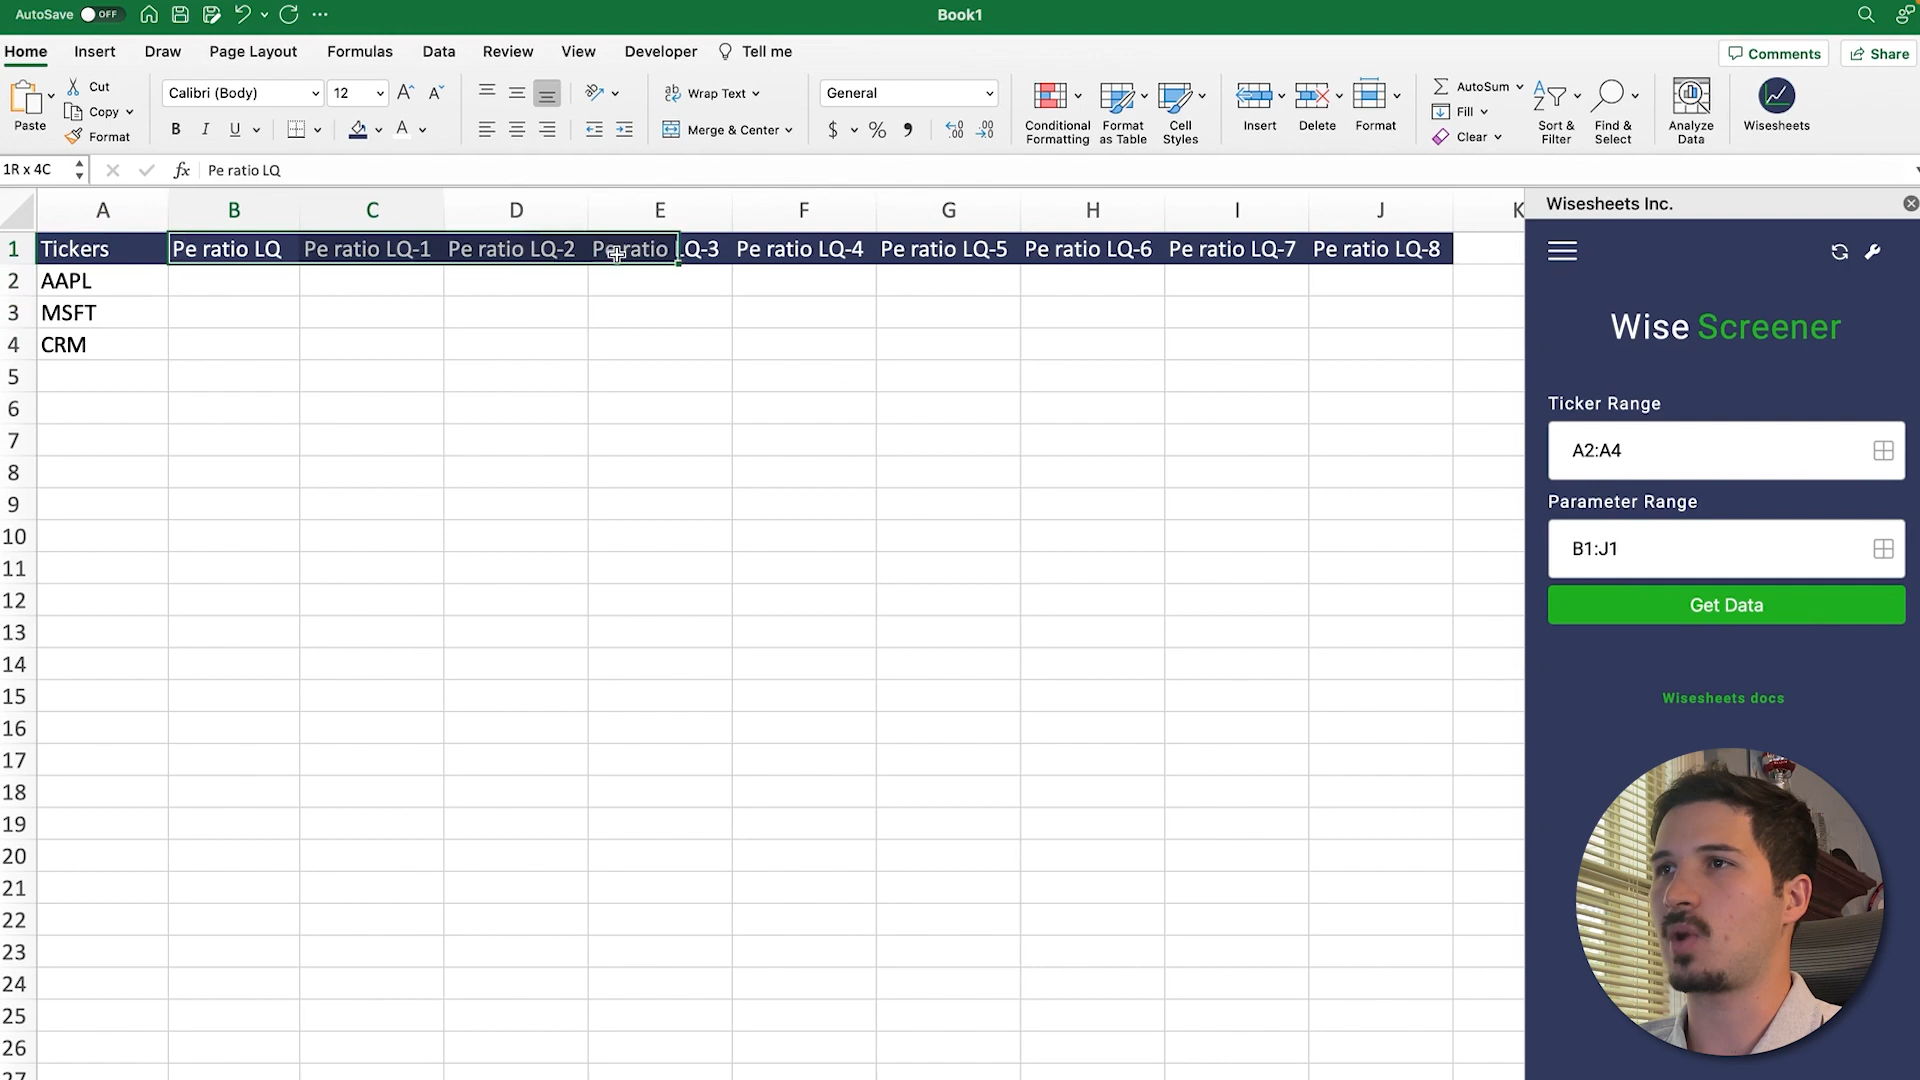 AutoSave OFF Book1
Home Insert Draw Page Layout Formulas Data Review View Developer Tell me Comments Share
Paste Cut Copy Format
Calibri (Body) 12 A^ A˅
B I U A
Wrap Text
Merge & Center
General
$ % 9 .00
Conditional Formatting
Format as Table
Cell Styles
Insert Delete Format
AutoSum
Fill
Clear
Sort & Filter
Find & Select
Analyze Data
Wisesheets
1R x 4C fx Pe ratio LQ
A B C D E F G H I J K
1 Tickers Pe ratio LQ Pe ratio LQ-1 Pe ratio LQ-2 Pe ratio LQ-3 Pe ratio LQ-4 Pe ratio LQ-5 Pe ratio LQ-6 Pe ratio LQ-7 Pe ratio LQ-8
2 AAPL
3 MSFT
4 CRM
5
6
7
8
9
10
11
12
13
14
15
16
17
18
19
20
21
22
23
24
25
26
27
Wisesheets Inc.
Wise Screener
Ticker Range
A2:A4
Parameter Range
B1:J1
Get Data
Wisesheets docs